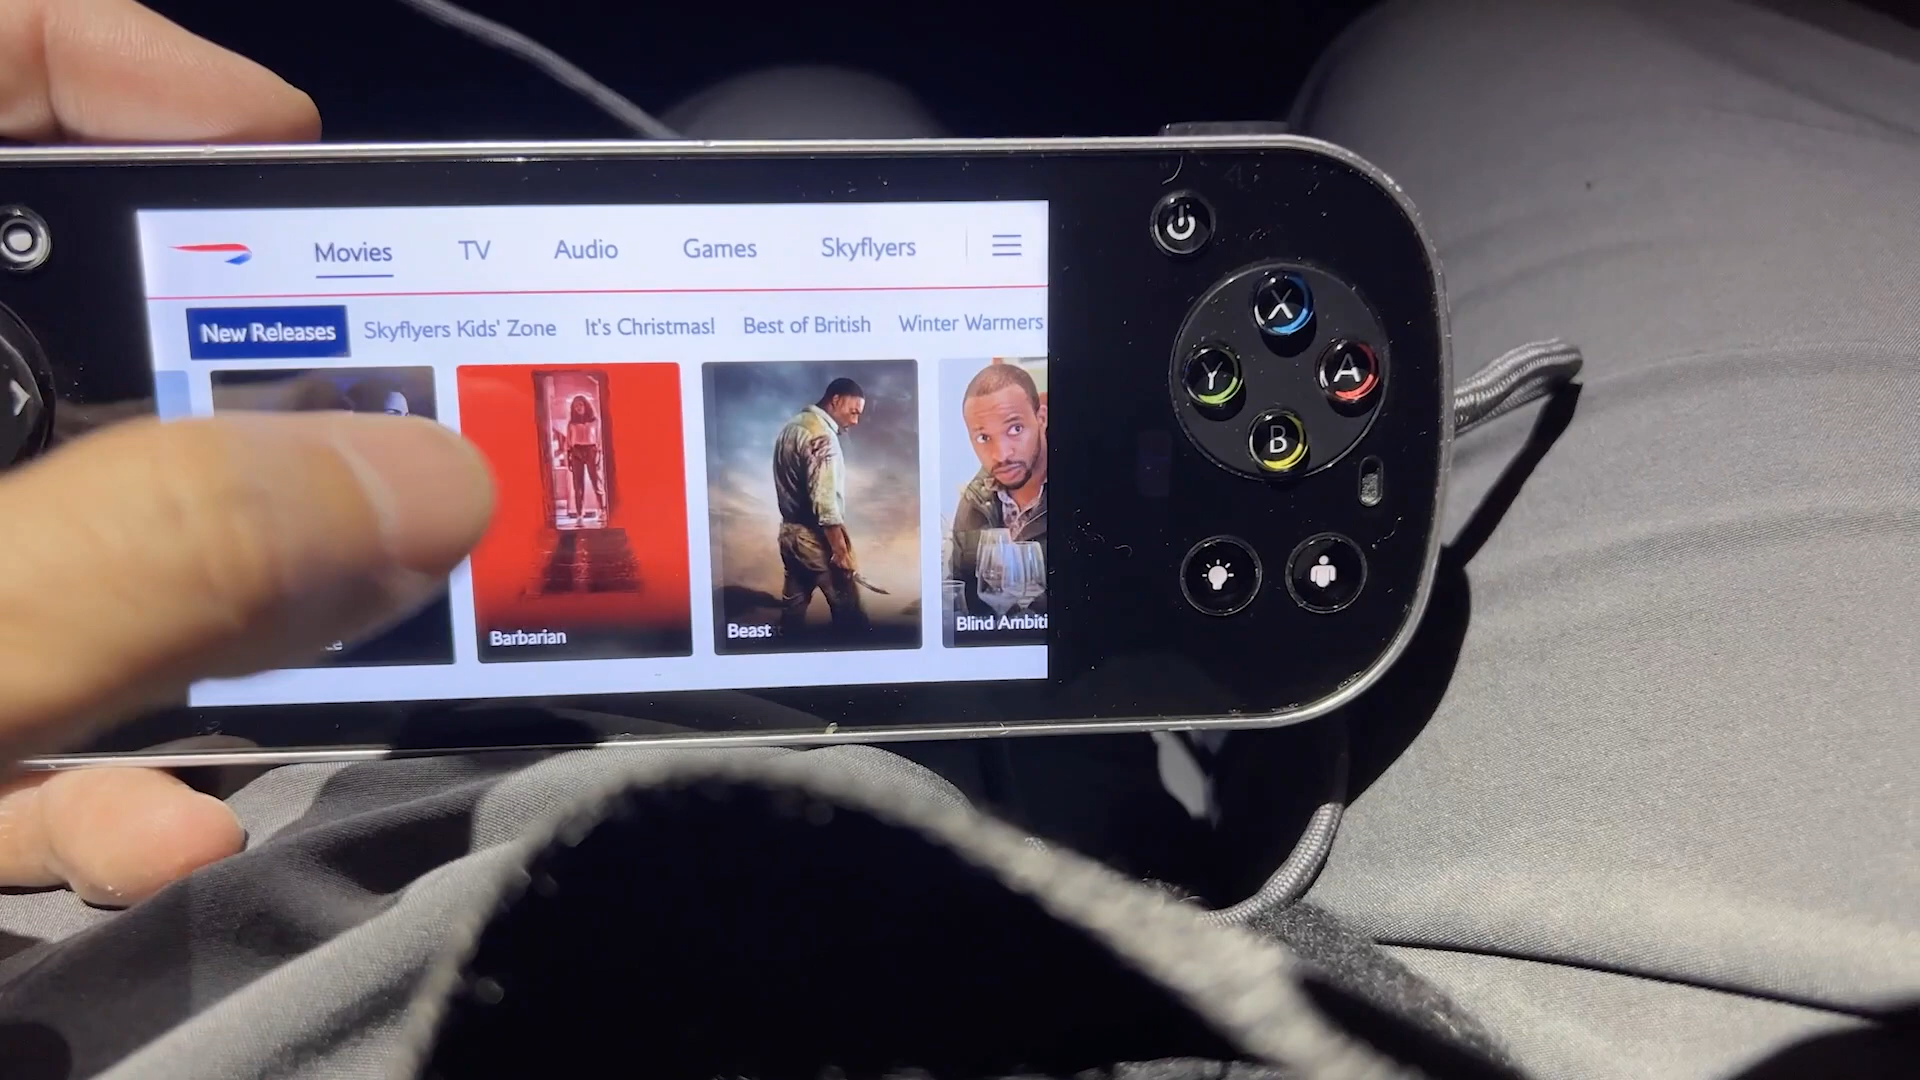 Movies TV Audio Games Skyflyers
New Releases Skyflyers Kids' Zone It's Christmas! Best of British Winter Warmers
Barbarian
Beast
Blind Ambiti
X
Y
A
B